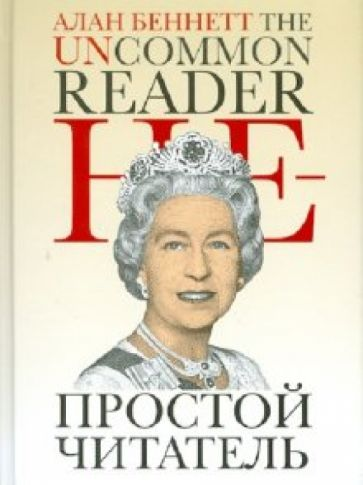 АЛАН БЕННЕТТ THE
UNCOMMON
READER
НЕ-
ПРОСТОЙ
ЧИТАТЕЛЬ